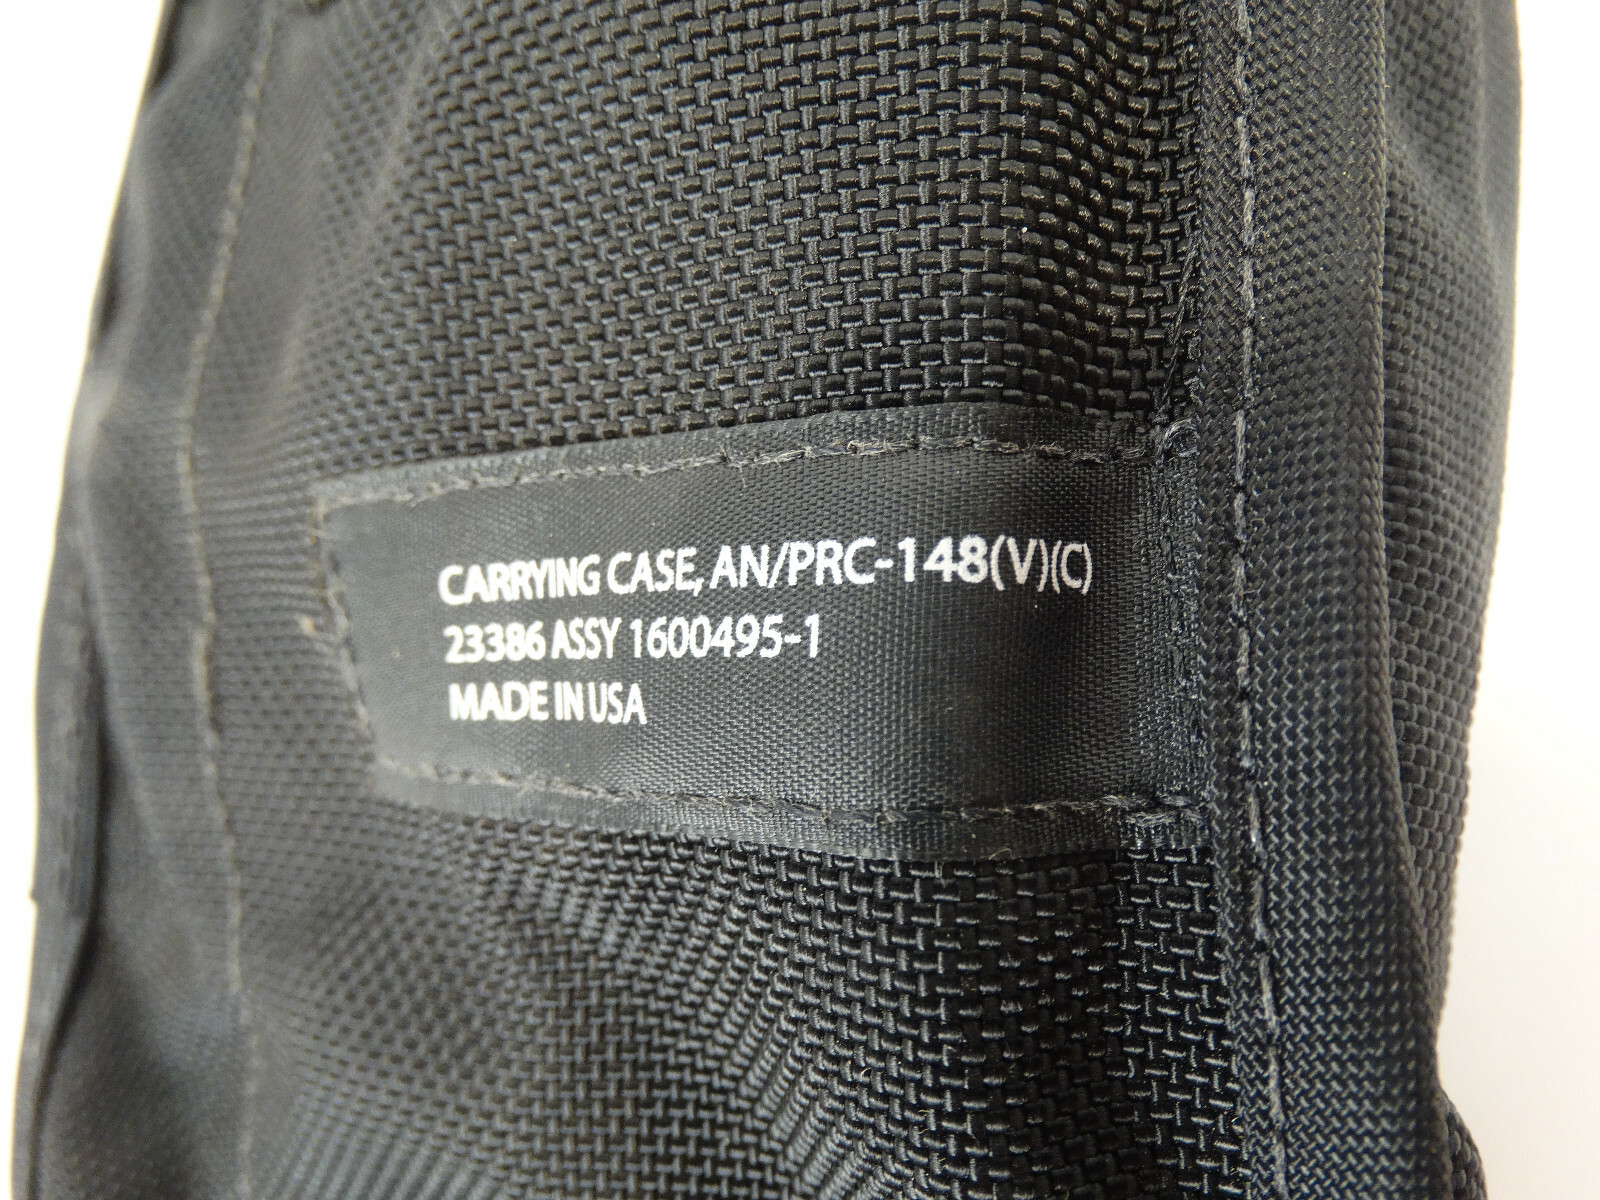 CARRYING CASE, AN/PRC-148(V)(C)
23386 ASSY 1600495-1
MADE IN USA